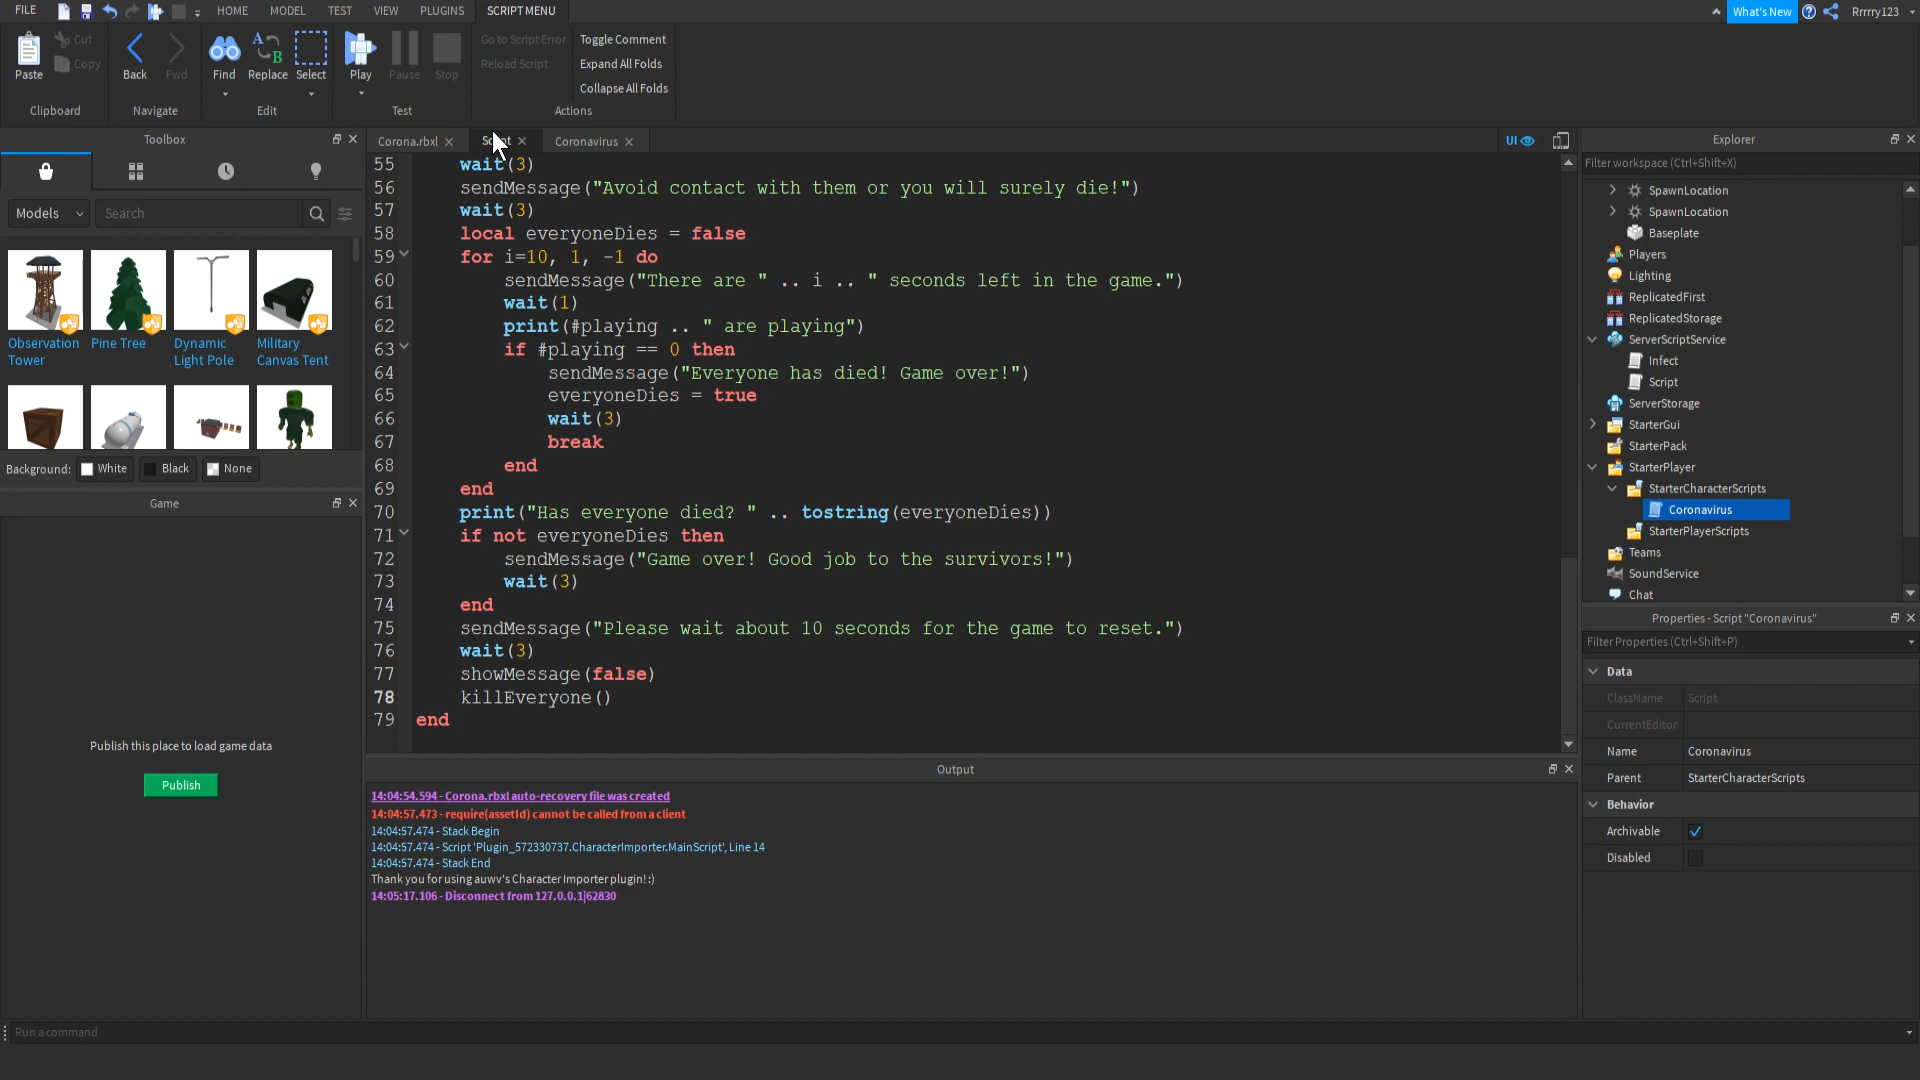 FILE HOME MODEL TEST VIEW PLUGINS SCRIPT MENU What's New Rrrrry123
Paste Cut Copy Back Fwd Find Replace Select Play Pause Stop Go to Script Error Reload Script Toggle Comment Expand All Folds Collapse All Folds
Clipboard Navigate Edit Test Actions
Toolbox
Models Search
Observation Tower
Pine Tree
Dynamic Light Pole
Military Canvas Tent
Background: White Black None
Game
Publish this place to load game data
Publish
Corona.rbxl Coronavirus UI
55 wait(3)
56 sendMessage("Avoid contact with them or you will surely die!")
57 wait(3)
58 local everyoneDies = false
59 for i=10, 1, -1 do
60 sendMessage("There are " .. i .. " seconds left in the game.")
61 wait(1)
62 print(#playing .. " are playing")
63 if #playing == 0 then
64 sendMessage("Everyone has died! Game over!")
65 everyoneDies = true
66 wait(3)
67 break
68 end
69 end
70 print("Has everyone died? " .. tostring(everyoneDies))
71 if not everyoneDies then
72 sendMessage("Game over! Good job to the survivors!")
73 wait(3)
74 end
75 sendMessage("Please wait about 10 seconds for the game to reset.")
76 wait(3)
77 showMessage(false)
78 killEveryone()
79 end
Output
14:04:54.594 - Corona.rbxl auto-recovery file was created
14:04:57.473 - require(assetId) cannot be called from a client
14:04:57.474 - Stack Begin
14:04:57.474 - Script 'Plugin_572330737.CharacterImporter.MainScript', Line 14
14:04:57.474 - Stack End
Thank you for using auwv's Character Importer plugin! :)
14:05:17.106 - Disconnect from 127.0.0.1|62830
Run a command
Explorer
Filter workspace (Ctrl+Shift+X)
SpawnLocation
SpawnLocation
Baseplate
Players
Lighting
ReplicatedFirst
ReplicatedStorage
ServerScriptService
Infect
Script
ServerStorage
StarterGui
StarterPack
StarterPlayer
StarterCharacterScripts
Coronavirus
StarterPlayerScripts
Teams
SoundService
Chat
Properties - Script "Coronavirus"
Filter Properties (Ctrl+Shift+P)
Data
ClassName Script
CurrentEditor
Name Coronavirus
Parent StarterCharacterScripts
Behavior
Archivable
Disabled